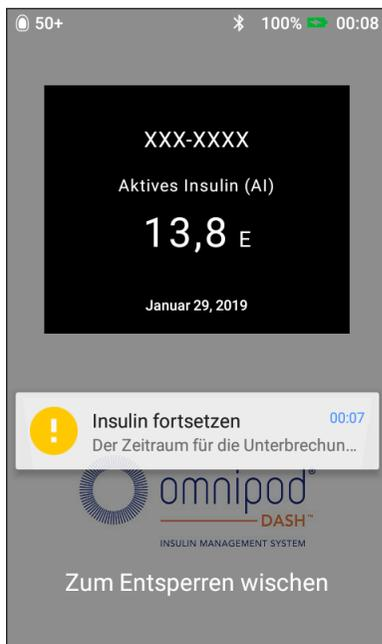 50+ 100% 00:08
XXX-XXXX
Aktives Insulin (AI)
13,8 E
Januar 29, 2019
Insulin fortsetzen 00:07
Der Zeitraum für die Unterbrechun...
omnipod®
DASH™
INSULIN MANAGEMENT SYSTEM
Zum Entsperren wischen